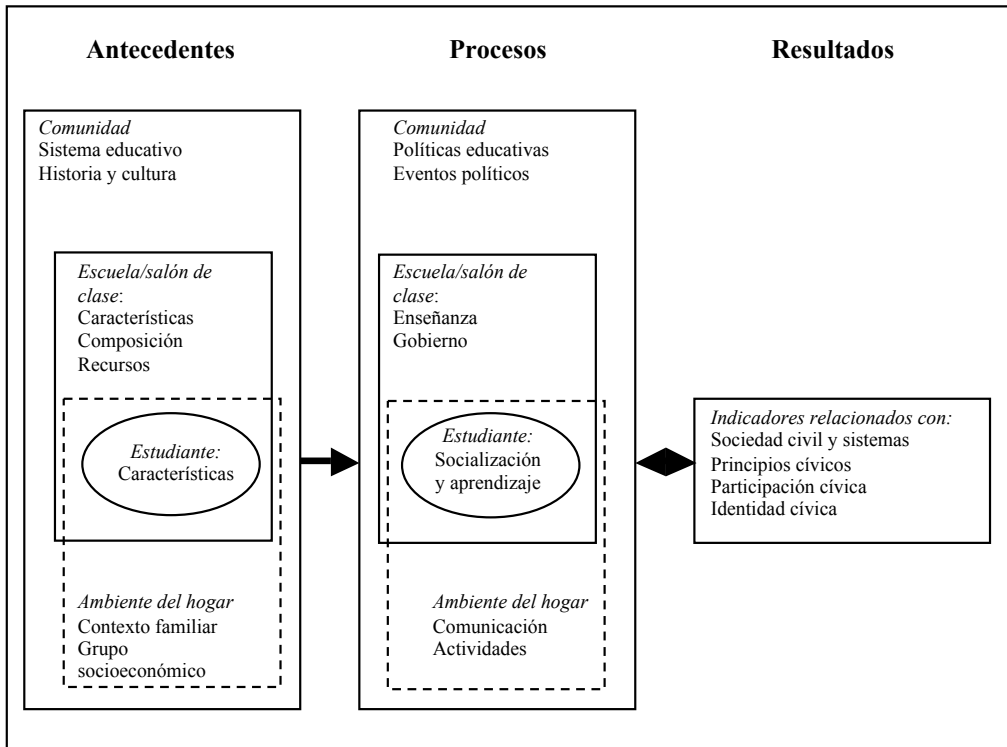 Antecedentes
Procesos
Resultados
Comunidad
Sistema educativo
Historia y cultura
Escuela/salón de
clase:
Características
Composición
Recursos
Estudiante:
Características
Ambiente del hogar
Contexto familiar
Grupo
socioeconómico
Comunidad
Políticas educativas
Eventos políticos
Escuela/salón de
clase:
Enseñanza
Gobierno
Estudiante:
Socialización
y aprendizaje
Ambiente del hogar
Comunicación
Actividades
Indicadores relacionados con:
Sociedad civil y sistemas
Principios cívicos
Participación cívica
Identidad cívica